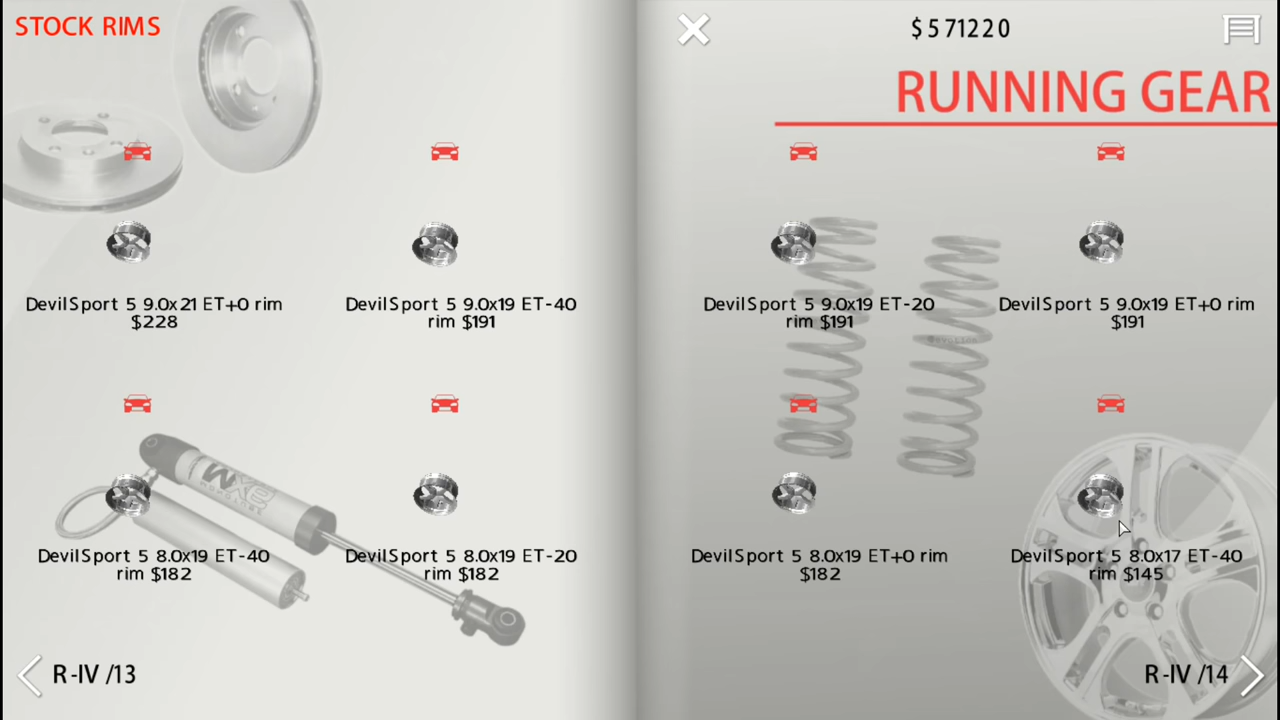 STOCK RIMS
$571220
RUNNING GEAR
DevilSport 5 9.0x21 ET+0 rim
$228
DevilSport 5 9.0x19 ET-40
rim $191
DevilSport 5 9.0x19 ET-20
rim $191
DevilSport 5 9.0x19 ET+0 rim
$191
DevilSport 5 8.0x19 ET-40
rim $182
DevilSport 5 8.0x19 ET-20
rim $182
DevilSport 5 8.0x19 ET+0 rim
$182
DevilSport 5 8.0x17 ET-40
rim $145
R-IV /13
R-IV /14